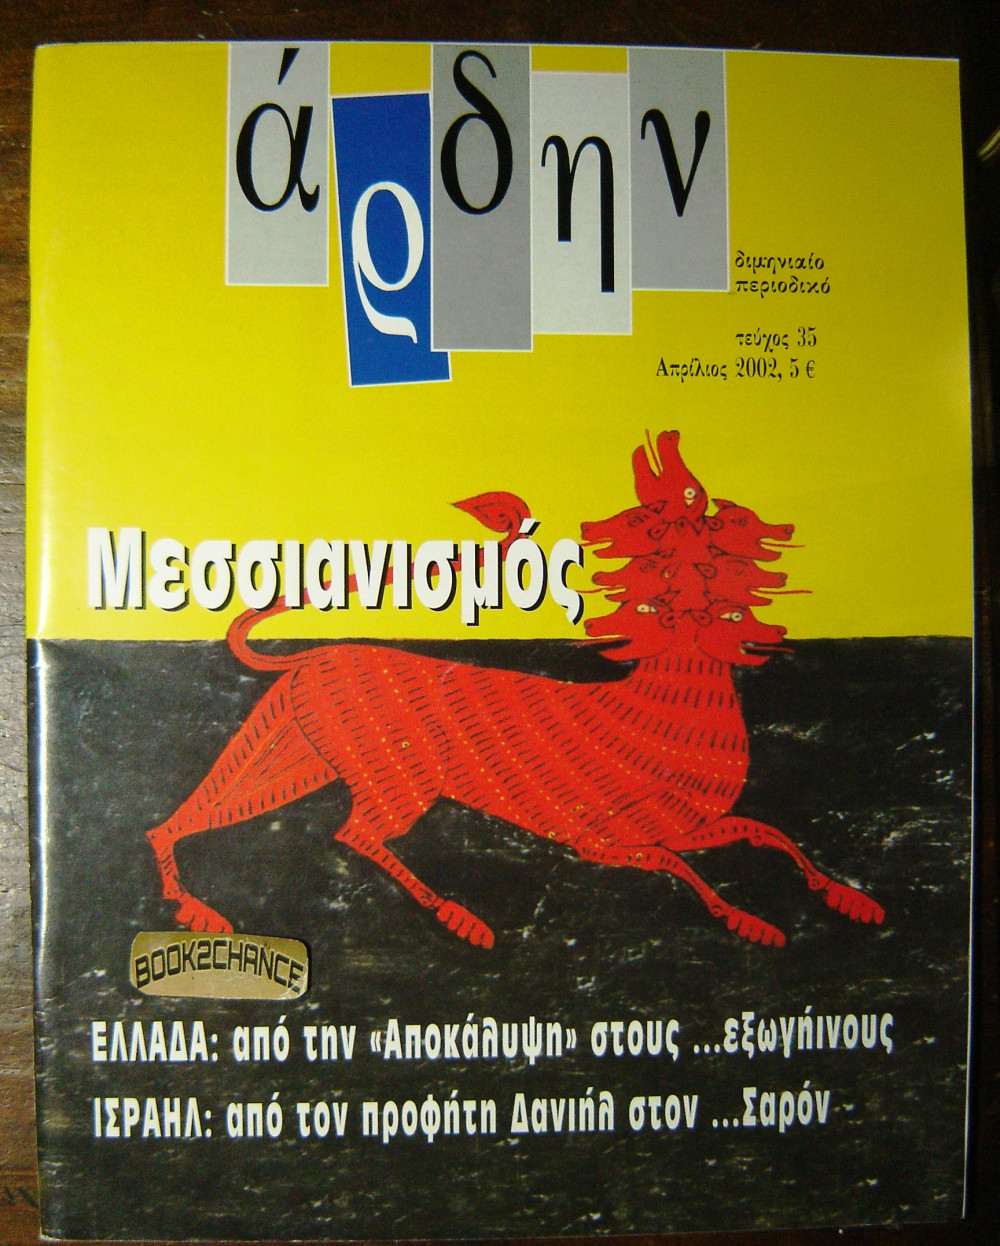 άρδην
διμηνιαίο
περιοδικό
τεύχος 35
Απρίλιος 2002, 5 €
Μεσσιανισμός
BOOK2CHANCE
ΕΛΛΑΔΑ: από την «Αποκάλυψη» στους ...εξωγήινους
ΙΣΡΑΗΛ: από τον προφήτη Δανιήλ στον ...Σαρόν